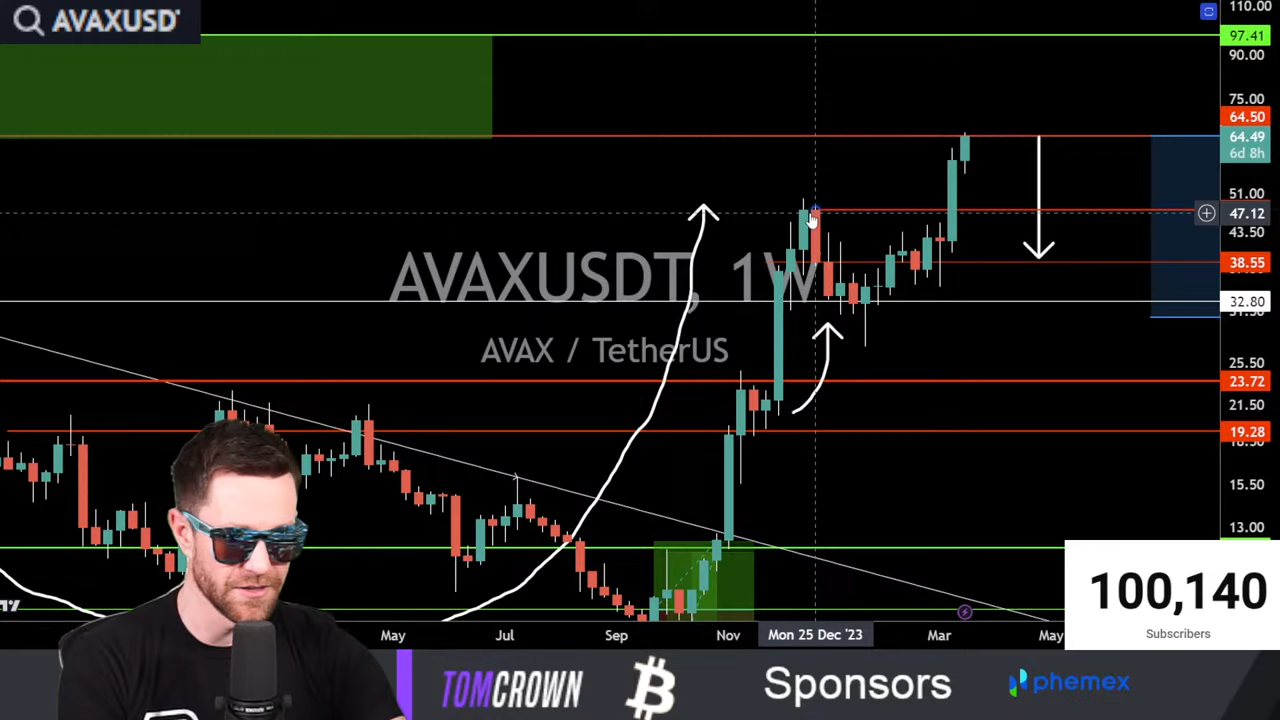 AVAXUSD
110.00
97.41
90.00
75.00
64.50
64.49
6d 8h
51.00
47.12
43.50
38.55
32.80
25.50
23.72
21.50
19.28
15.50
13.00
AVAXUSDT, 1W
AVAX / TetherUS
May
Jul
Sep
Nov
Mon 25 Dec '23
Mar
May
100,140
Subscribers
TOMCROWN
Sponsors
phemex